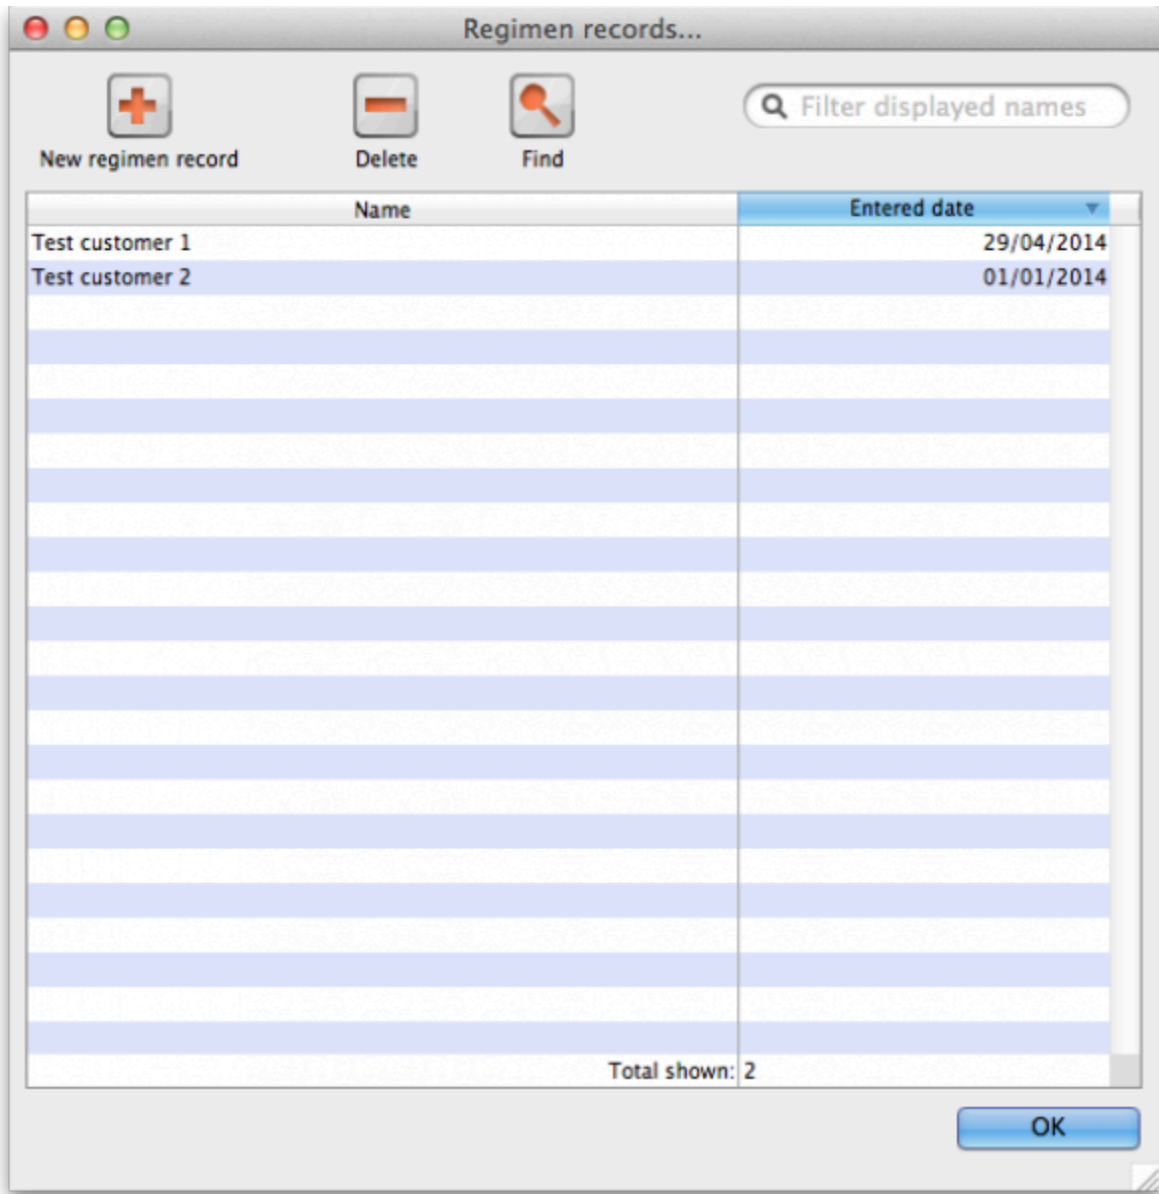 Regimen records...
New regimen record
Delete
Find
Filter displayed names
Name Entered date
Test customer 1 29/04/2014
Test customer 2 01/01/2014
Total shown: 2
OK